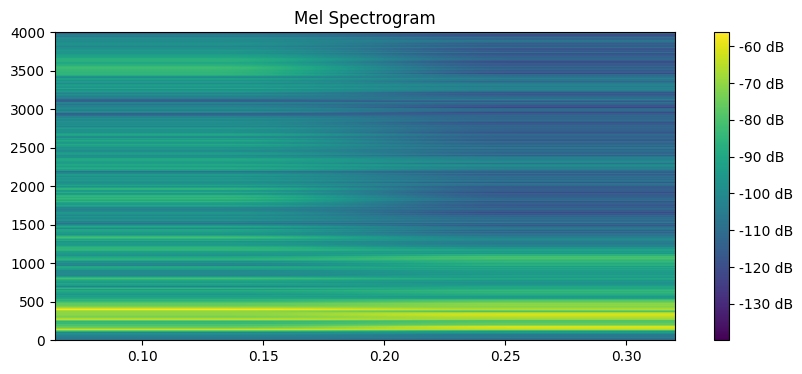 Mel Spectrogram
4000
3500
3000
2500
2000
1500
1000
500
0
0.10 0.15 0.20 0.25 0.30
-60 dB
-70 dB
-80 dB
-90 dB
-100 dB
-110 dB
-120 dB
-130 dB